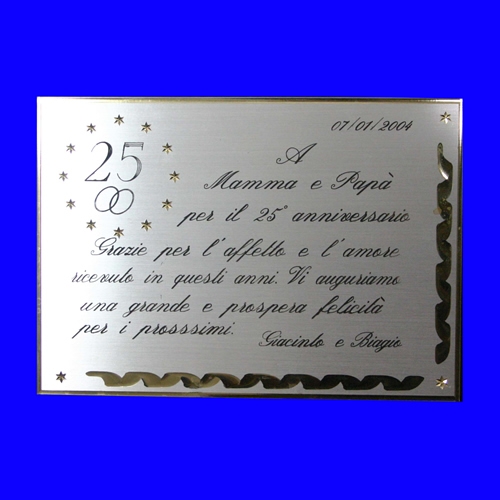 07/01/2004
25
A
Mamma e Papà
per il 25° anniversario
Grazie per l'affetto e l'amore
ricevuto in questi anni. Vi auguriamo
una grande e prospera felicità
per i prosssimi.
Giacinto e Biagio